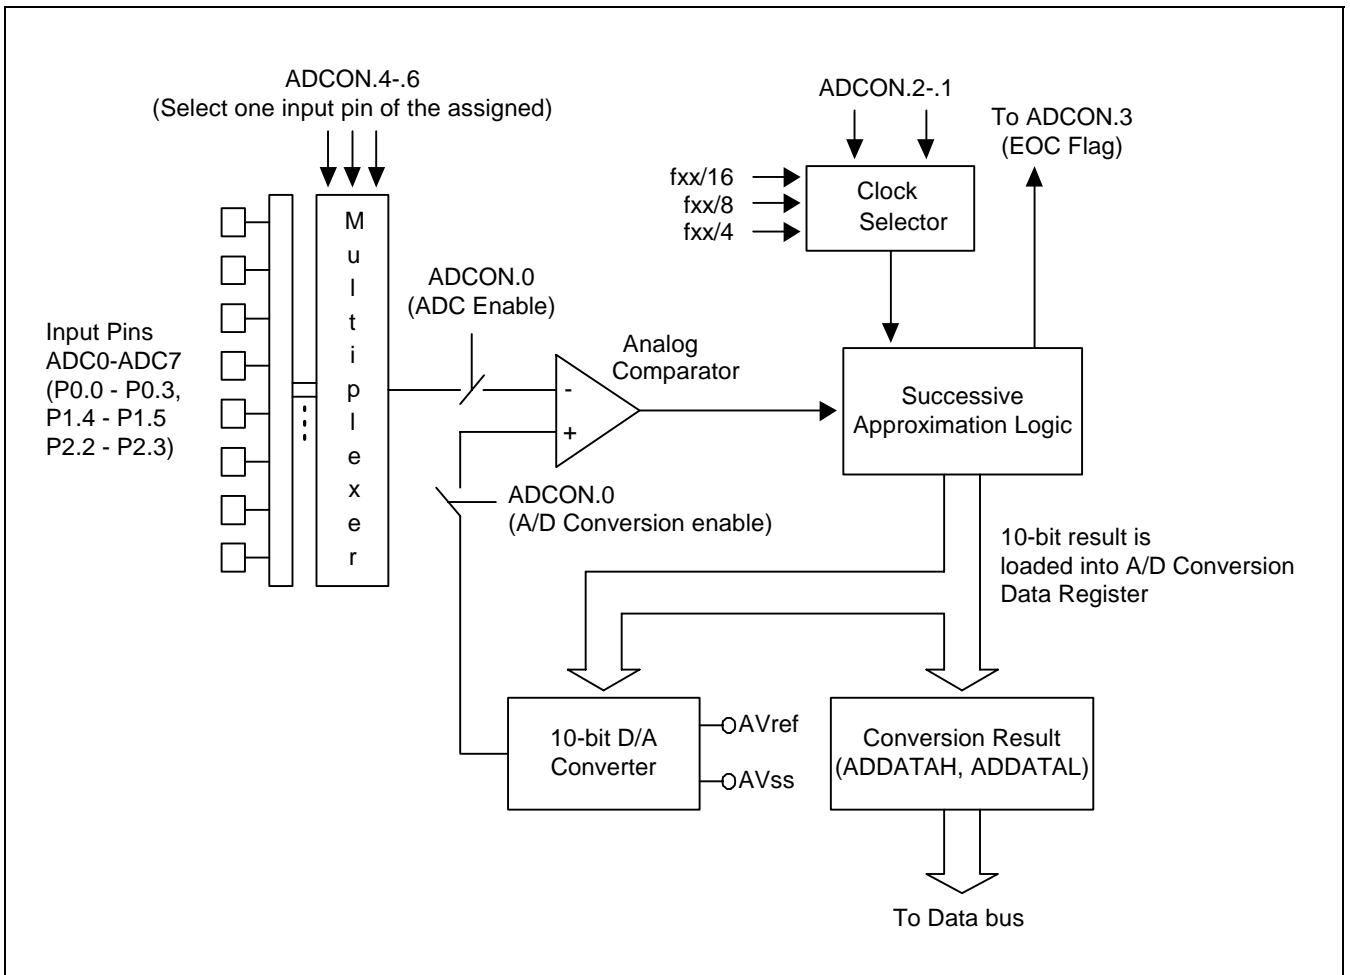 ADCON.4-.6
(Select one input pin of the assigned)
ADCON.2-.1
To ADCON.3
(EOC Flag)
fxx/16
fxx/8
fxx/4
Clock
Selector
Multiplexer
ADCON.0
(ADC Enable)
Input Pins
ADC0-ADC7
(P0.0 - P0.3,
P1.4 - P1.5
P2.2 - P2.3)
Analog
Comparator
-
+
Successive
Approximation Logic
ADCON.0
(A/D Conversion enable)
10-bit result is
loaded into A/D Conversion
Data Register
10-bit D/A
Converter
AVref
AVss
Conversion Result
(ADDATAH, ADDATAL)
To Data bus